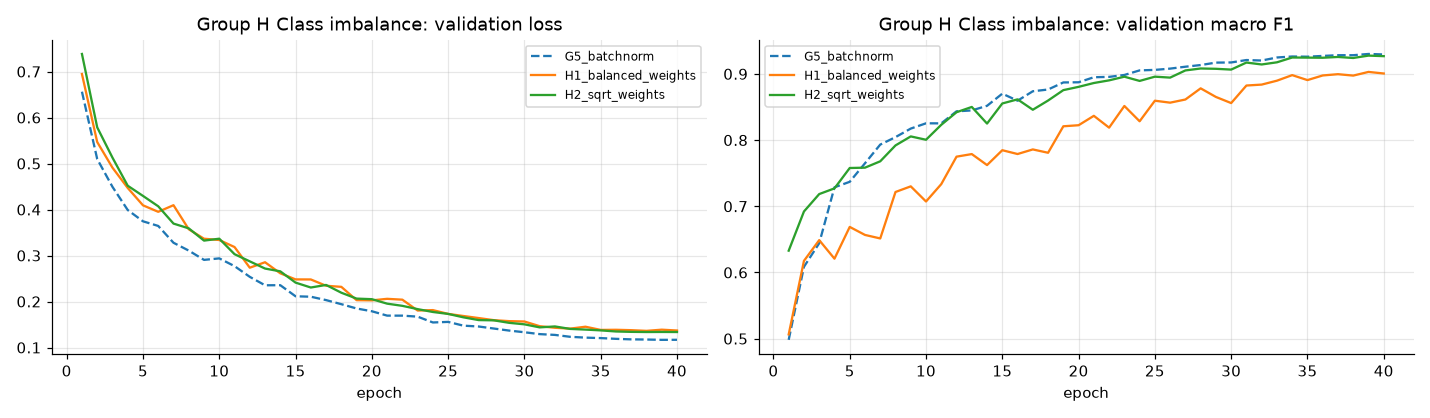 Group H Class imbalance: validation loss
G5_batchnorm
H1_balanced_weights
H2_sqrt_weights
0.7
0.6
0.5
0.4
0.3
0.2
0.1
0 5 10 15 20 25 30 35 40
epoch
Group H Class imbalance: validation macro F1
G5_batchnorm
H1_balanced_weights
H2_sqrt_weights
0.9
0.8
0.7
0.6
0.5
0 5 10 15 20 25 30 35 40
epoch